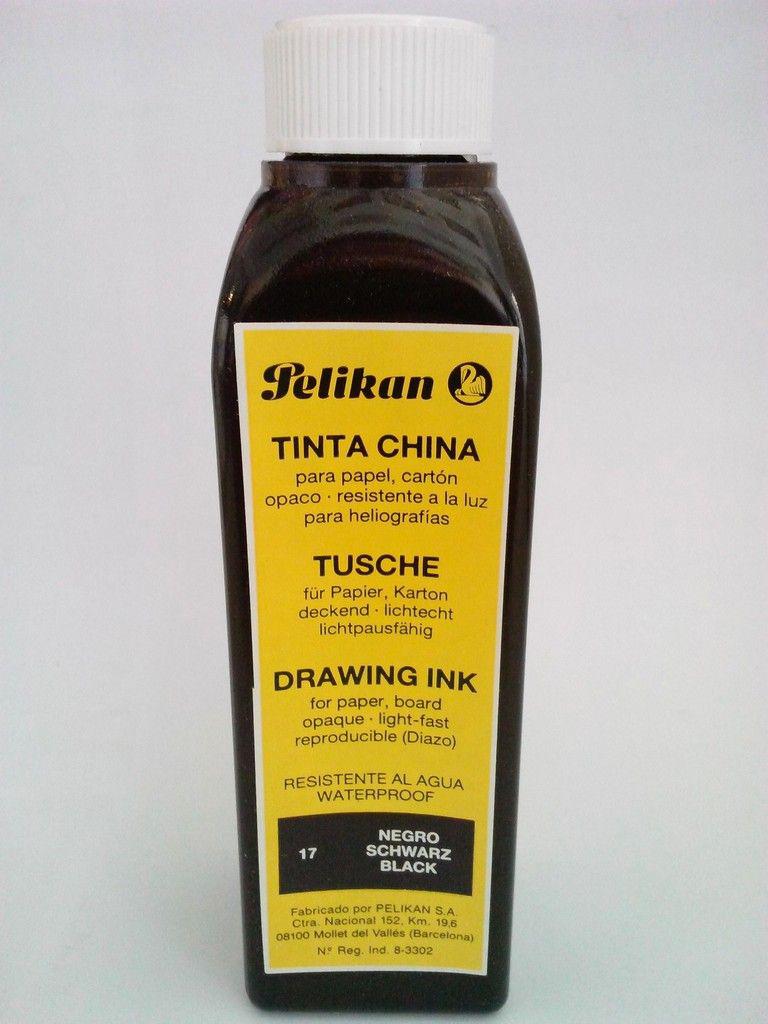 Pelikan
TINTA CHINA
para papel, cartón
opaco · resistente a la luz
para heliografías
TUSCHE
für Papier, Karton
deckend · lichtecht
lichtpausfähig
DRAWING INK
for paper, board
opaque · light-fast
reproducible (Diazo)
RESISTENTE AL AGUA
WATERPROOF
17
NEGRO
SCHWARZ
BLACK
Fabricado por PELIKAN S.A.
Ctra. Nacional 152, Km. 19,6
08100 Mollet del Vallés (Barcelona)
N.º Reg. Ind. 8-3302